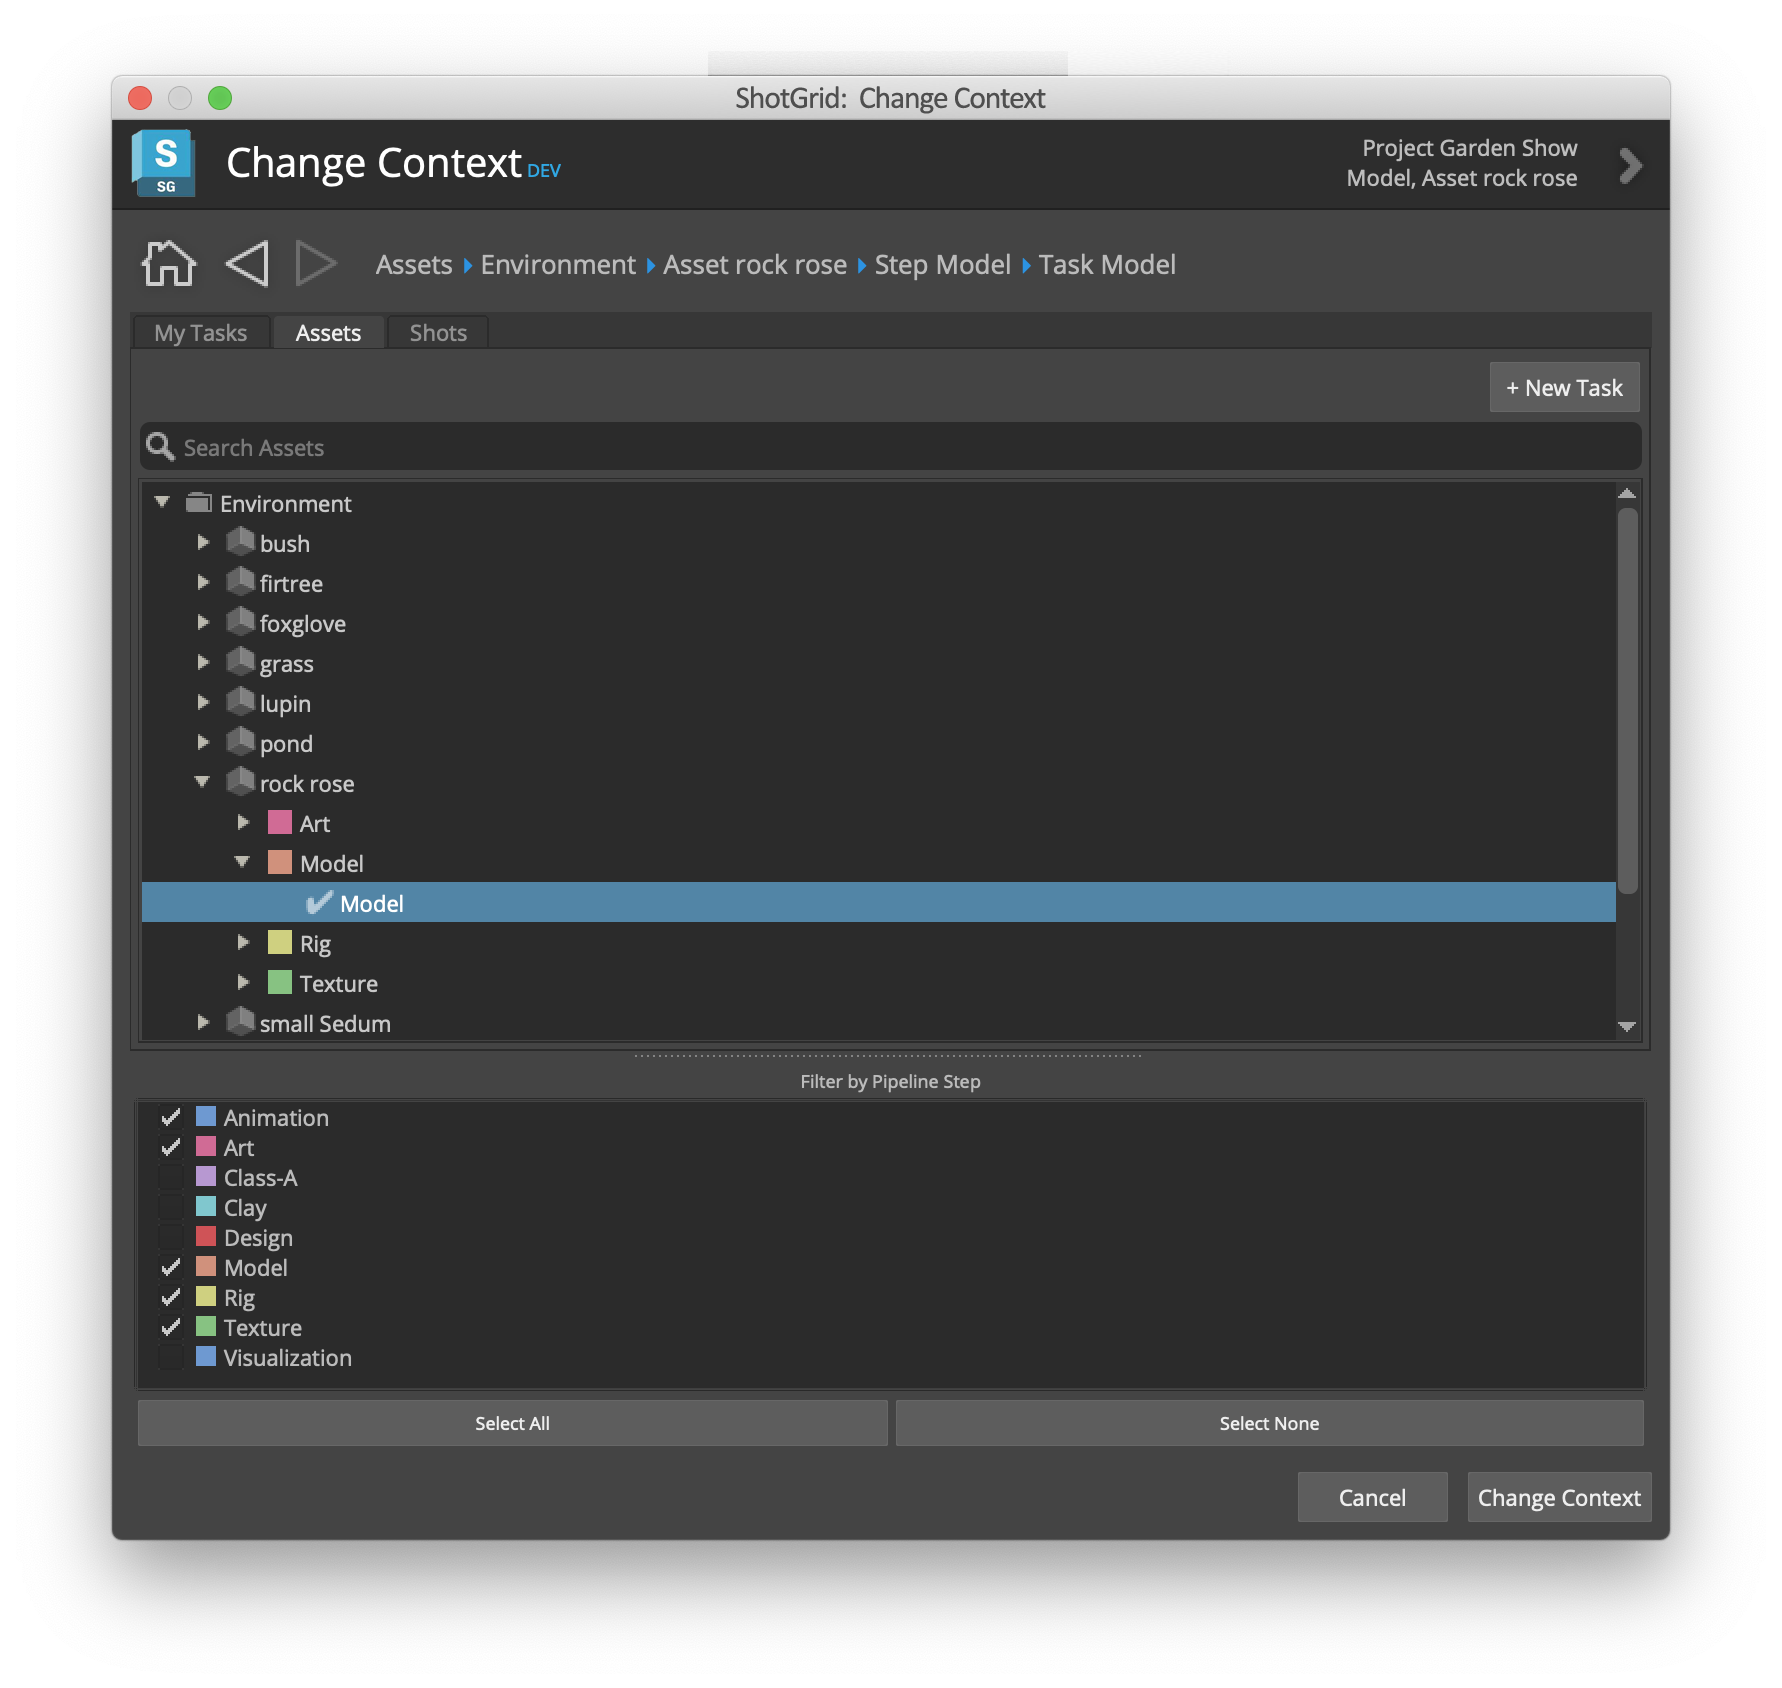 ShotGrid: Change Context
S
SG
Change Context DEV
Project Garden Show
Model, Asset rock rose
Assets Environment Asset rock rose Step Model Task Model
My Tasks Assets Shots
+ New Task
Search Assets
Environment
bush
firtree
foxglove
grass
lupin
pond
rock rose
Art
Model
Model
Rig
Texture
small Sedum
Filter by Pipeline Step
Animation
Art
Class-A
Clay
Design
Model
Rig
Texture
Visualization
Select All Select None
Cancel Change Context